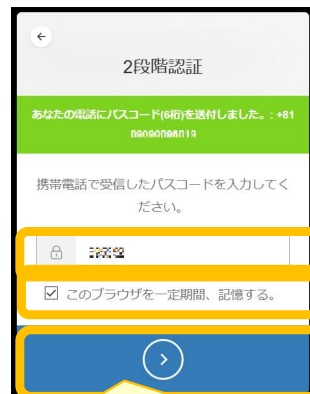 2段階認証
あなたの電話にパスコード(6桁)を送付しました。: +81
携帯電話で受信したパスコードを入力してく
ださい。
このブラウザを一定期間、記憶する。